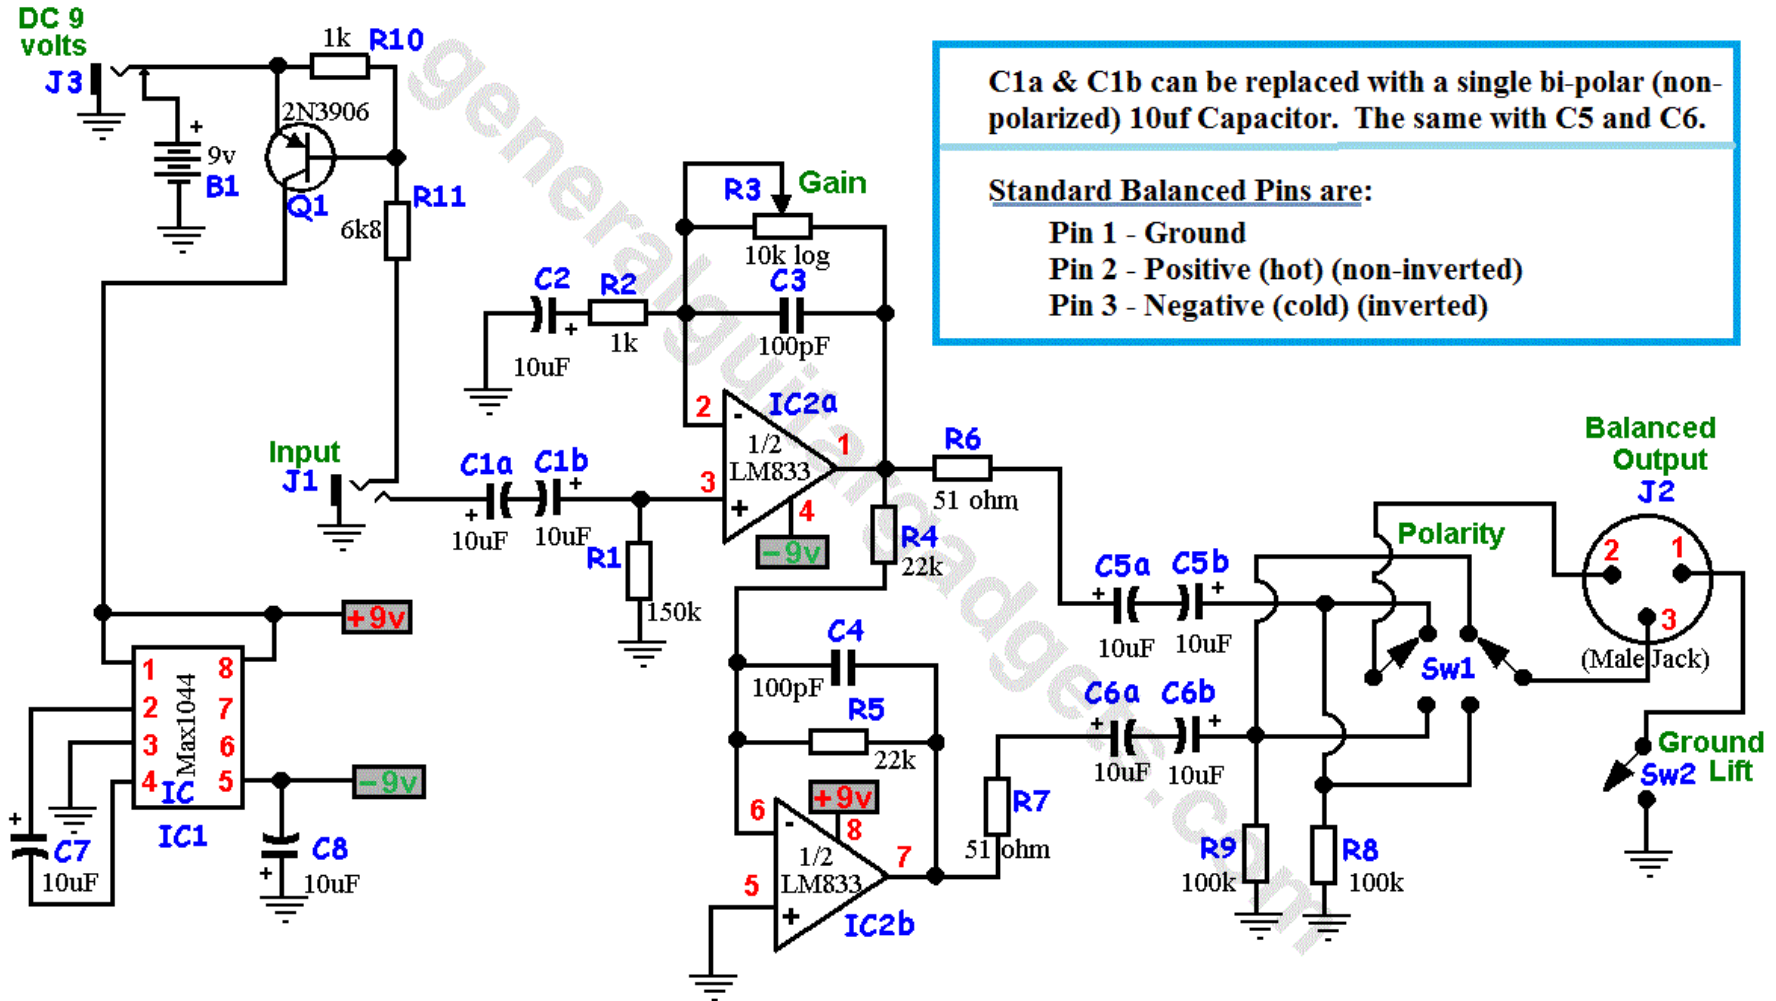 DC 9
volts
J3
1k
R10
2N3906
+
9v
B1
Q1
R11
6k8
C1a & C1b can be replaced with a single bi-polar (non-
polarized) 10uf Capacitor. The same with C5 and C6.
Standard Balanced Pins are:
Pin 1 - Ground
Pin 2 - Positive (hot) (non-inverted)
Pin 3 - Negative (cold) (inverted)
generalguitargadgets.com
R3
Gain
10k log
C2
+
10uF
R2
1k
C3
100pF
IC2a
2
-
1/2
LM833
1
3
+
4
-9v
Input
J1
C1a
+
10uF
C1b
+
10uF
R1
150k
R6
51 ohm
R4
22k
Balanced
Output
J2
2
1
3
(Male Jack)
Polarity
Sw1
C5a
+
10uF
C5b
+
10uF
C6a
+
10uF
C6b
+
10uF
Ground
Lift
Sw2
+9v
1
8
2
7
3
6
4
5
Max1044
IC
IC1
-9v
+
C7
10uF
C8
+
10uF
C4
100pF
R5
22k
+9v
6
-
8
1/2
LM833
7
5
+
IC2b
R7
51 ohm
R9
100k
R8
100k